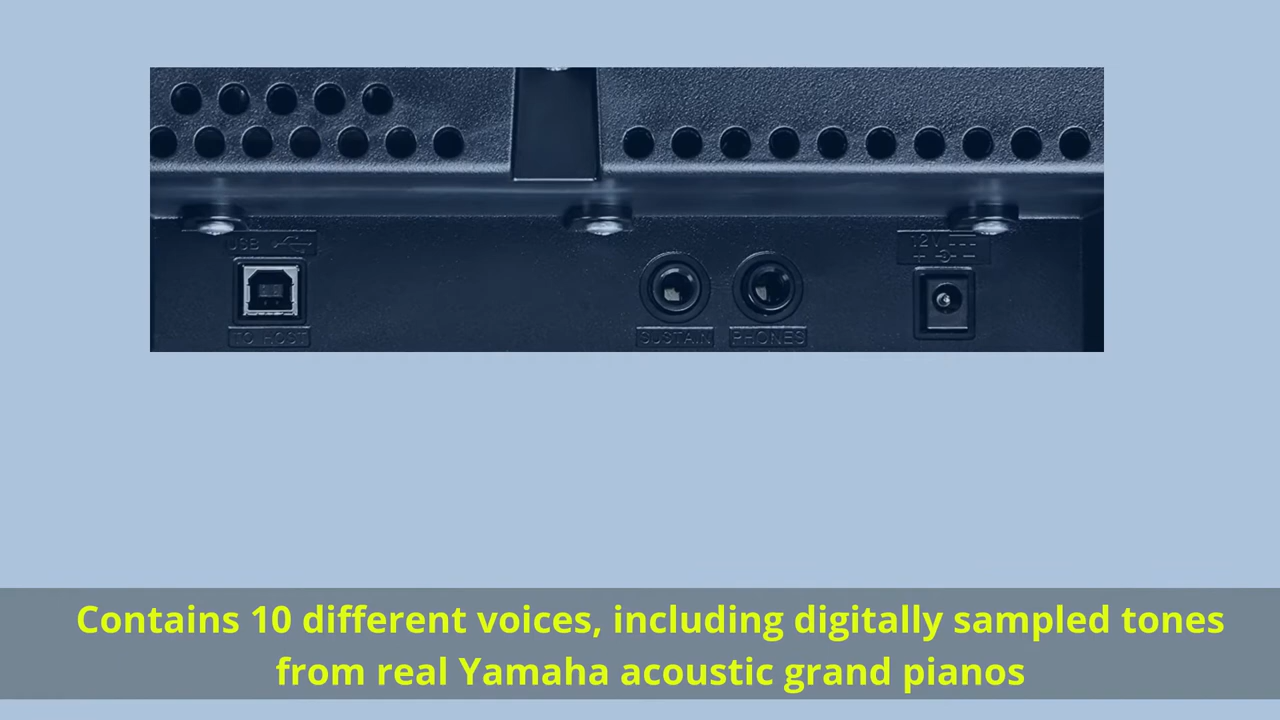 USB
12V
TO HOST
SUSTAIN
PHONES
Contains 10 different voices, including digitally sampled tones
from real Yamaha acoustic grand pianos